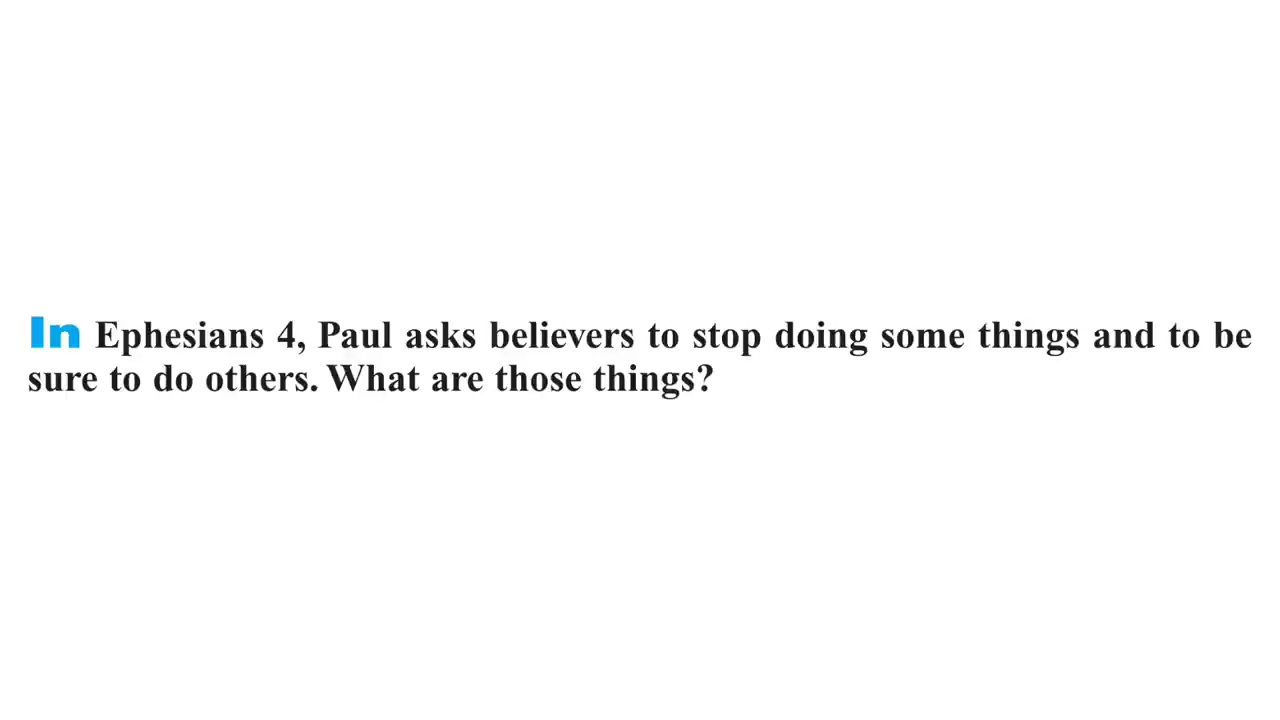 In Ephesians 4, Paul asks believers to stop doing some things and to be
sure to do others. What are those things?